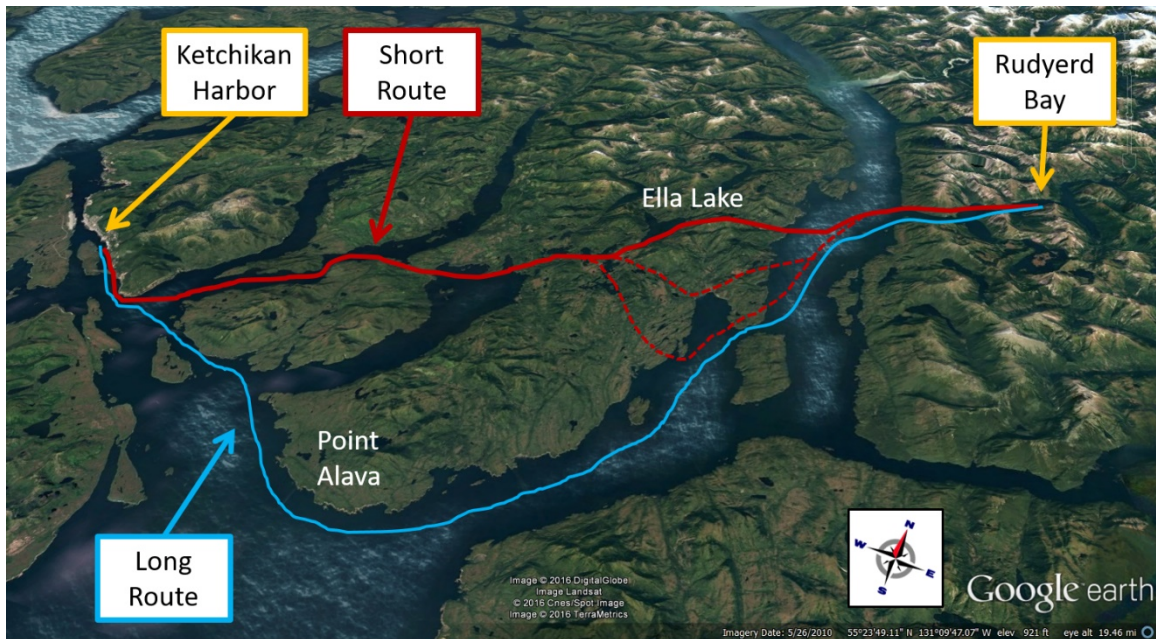 Ketchikan
Harbor
Short
Route
Rudyerd
Bay
Ella Lake
Point
Alava
Long
Route
N
W
E
S
Image © 2016 DigitalGlobal
Image Landsat
© 2016 Cnes/Spot Image
Image © 2016 TerraMetrics
Google earth
Imagery Date: 5/26/2010 55°23'49.11" N 131°09'47.07" W elev 921 ft eye alt 19.46 mi